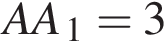 AA₁ = 3